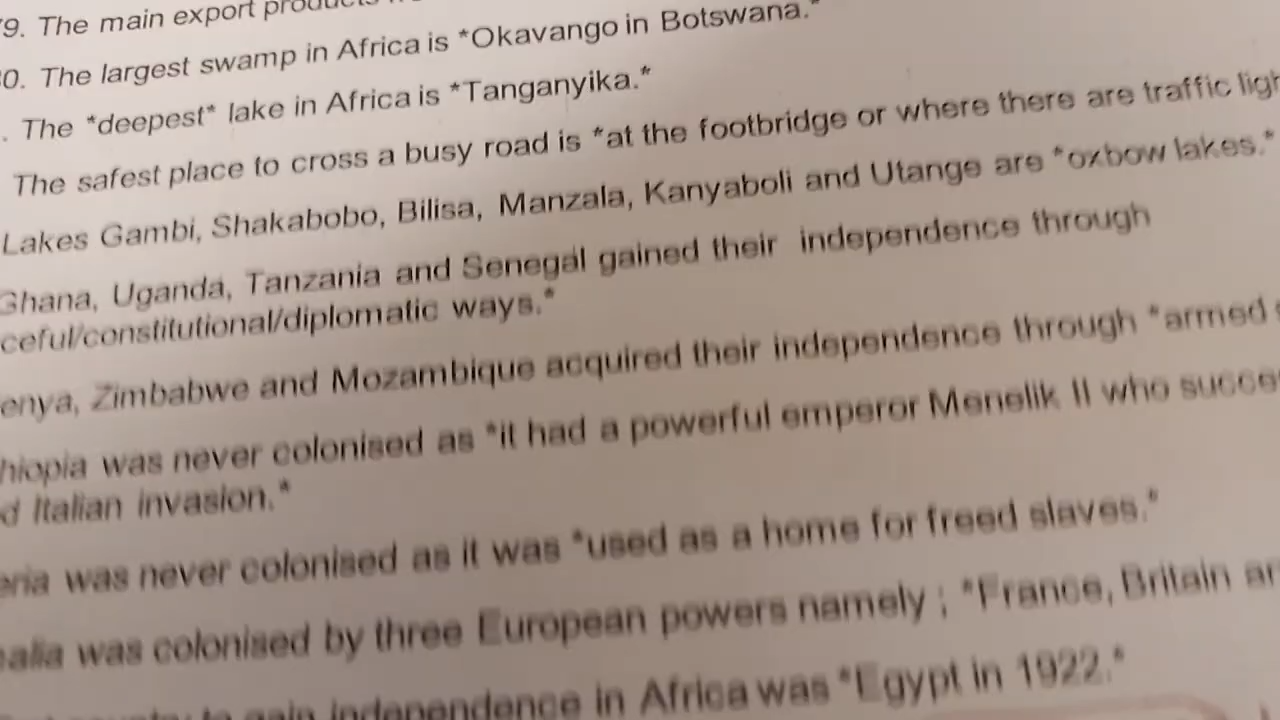 9. The main export products
0. The largest swamp in Africa is *Okavango in Botswana.*
. The *deepest* lake in Africa is *Tanganyika.*
The safest place to cross a busy road is *at the footbridge or where there are traffic ligh
Lakes Gambi, Shakabobo, Bilisa, Manzala, Kanyaboli and Utange are *oxbow lakes.*
Ghana, Uganda, Tanzania and Senegal gained their independence through
ceful/constitutional/diplomatic ways.*
enya, Zimbabwe and Mozambique acquired their independence through *armed
hiopia was never colonised as *it had a powerful emperor Menelik II who succe
d Italian invasion.*
eria was never colonised as it was *used as a home for freed slaves.*
alia was colonised by three European powers namely ; *France, Britain an
country to gain independence in Africa was *Egypt in 1922.*